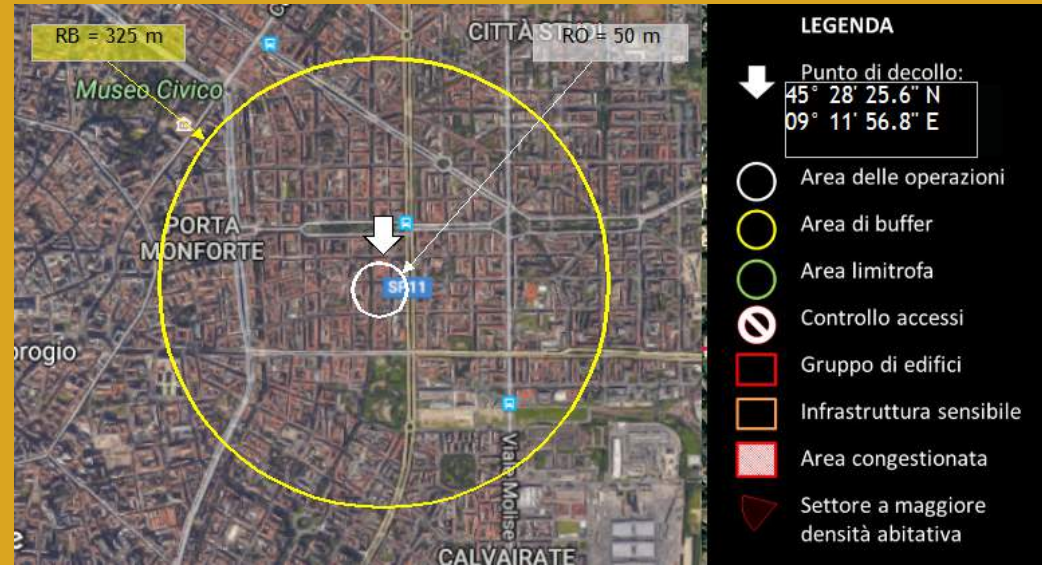 RB = 325 m
CITTÀ STUDI
RO = 50 m
Museo Civico
PORTA
MONFORTE
SP11
brogio
Viale Molise
CALVAIRATE
LEGENDA
Punto di decollo:
45° 28' 25.6" N
09° 11' 56.8" E
Area delle operazioni
Area di buffer
Area limitrofa
Controllo accessi
Gruppo di edifici
Infrastruttura sensibile
Area congestionata
Settore a maggiore
densità abitativa